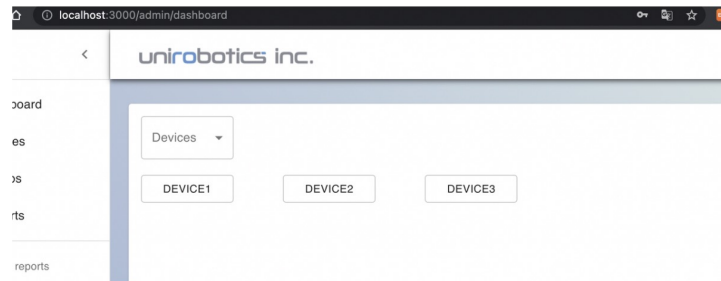 localhost:3000/admin/dashboard
unirobotics inc.
board
es
rts
reports
Devices
DEVICE1 DEVICE2 DEVICE3